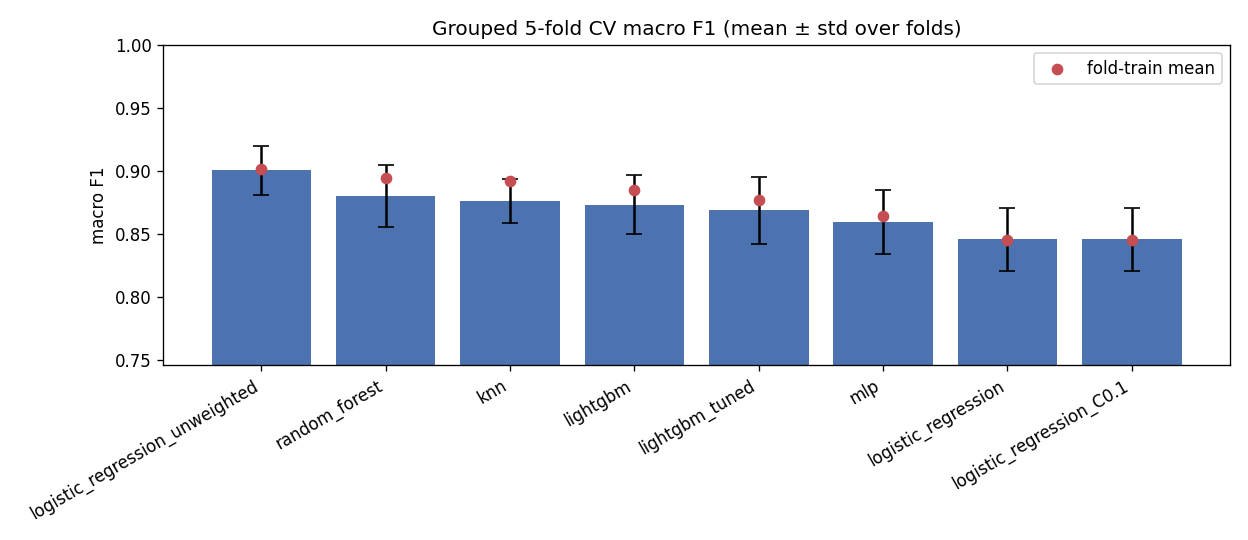 Grouped 5-fold CV macro F1 (mean ± std over folds)
fold-train mean
macro F1
1.00
0.95
0.90
0.85
0.80
0.75
logistic_regression_unweighted
random_forest
knn
lightgbm
lightgbm_tuned
mlp
logistic_regression
logistic_regression_C0.1